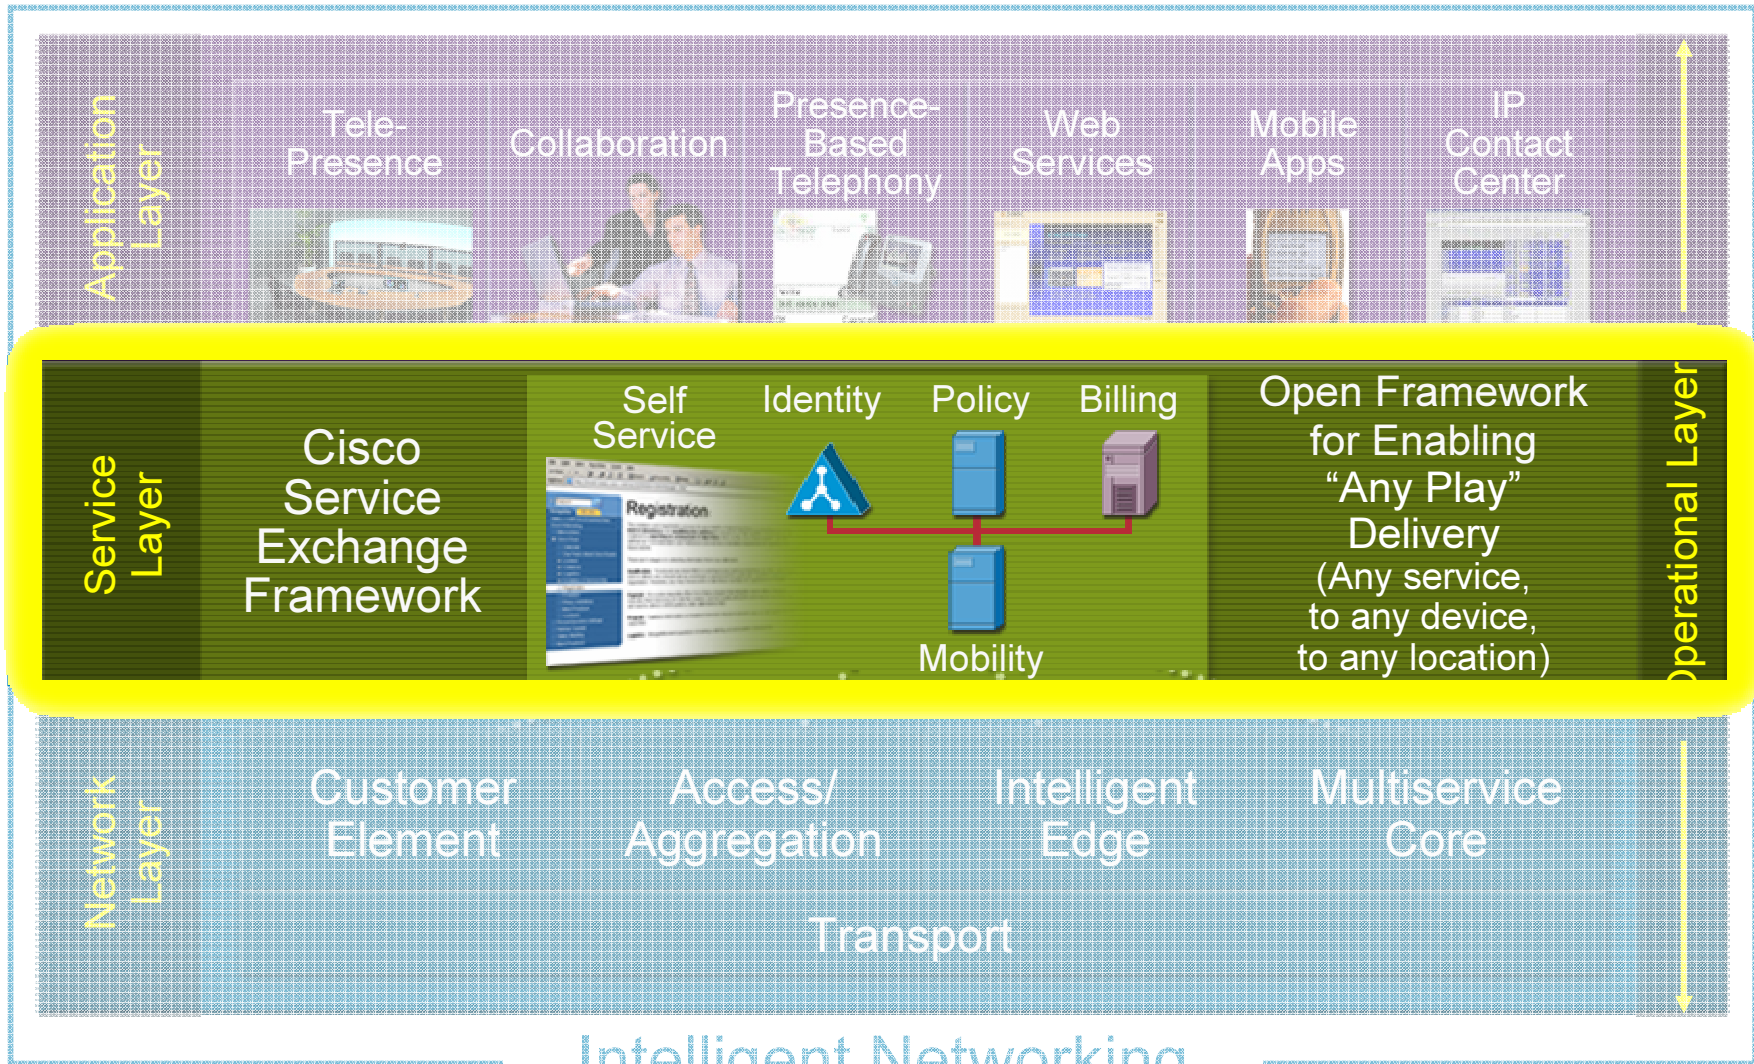 Application
Layer
Tele-
Presence
Collaboration
Presence-
Based
Telephony
Web
Services
Mobile
Apps
IP
Contact
Center
Service
Layer
Cisco
Service
Exchange
Framework
Self
Service
Registration
Identity
Policy
Billing
Mobility
Open Framework
for Enabling
“Any Play”
Delivery
(Any service,
to any device,
to any location)
Operational Layer
Network
Layer
Customer
Element
Access/
Aggregation
Intelligent
Edge
Multiservice
Core
Transport
Intelligent Networking